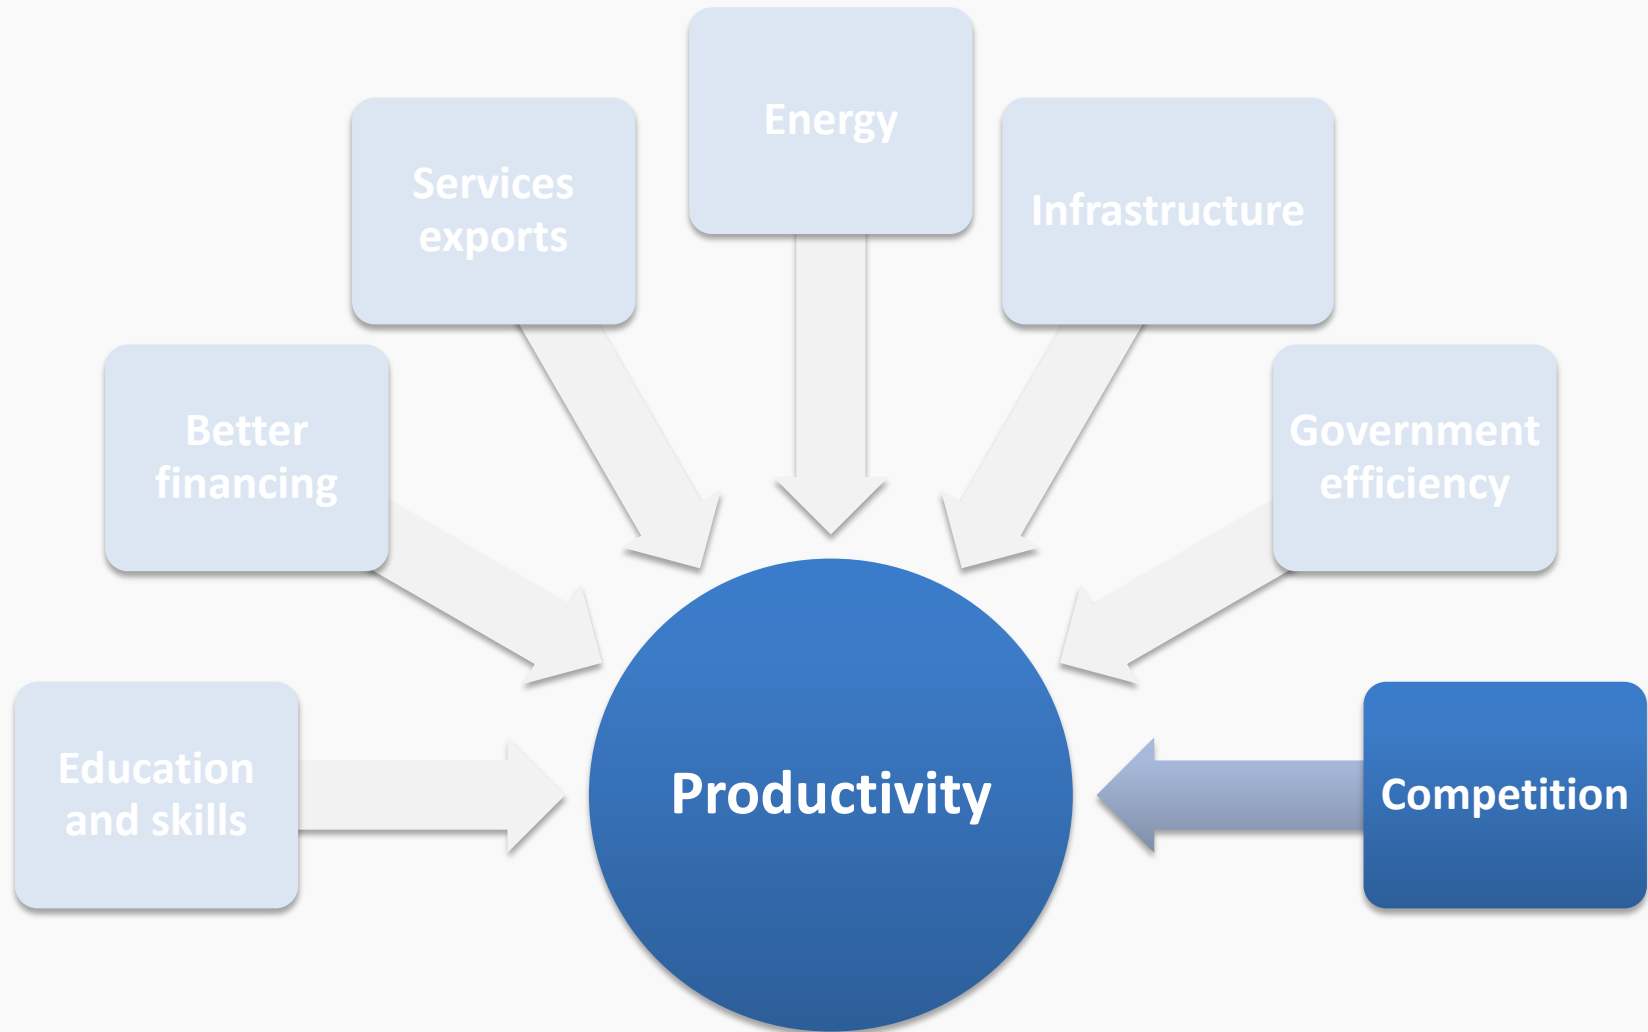 Energy
Services
exports
Infrastructure
Better
financing
Government
efficiency
Education
and skills
Productivity
Competition